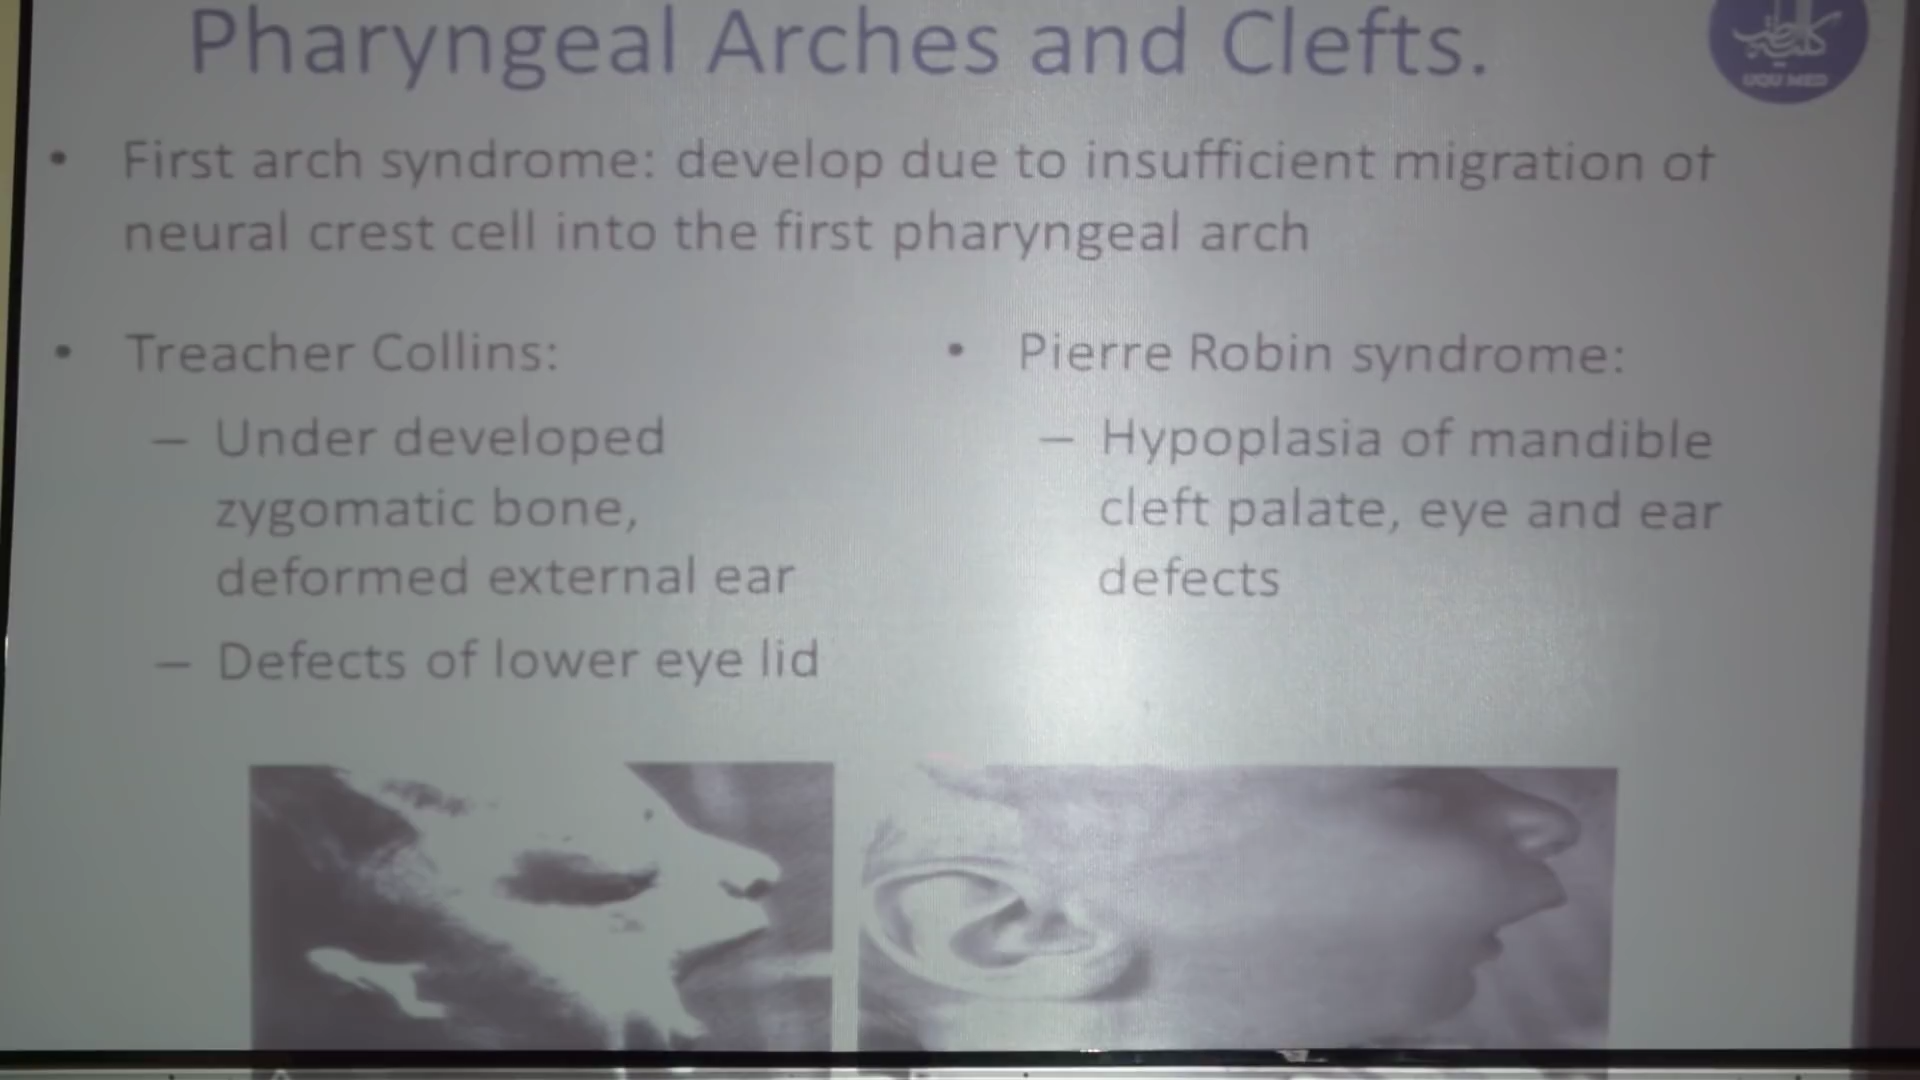 Pharyngeal Arches and Clefts.
UQU MED
• First arch syndrome: develop due to insufficient migration of
neural crest cell into the first pharyngeal arch
• Treacher Collins:
– Under developed
zygomatic bone,
deformed external ear
– Defects of lower eye lid
• Pierre Robin syndrome:
– Hypoplasia of mandible
cleft palate, eye and ear
defects